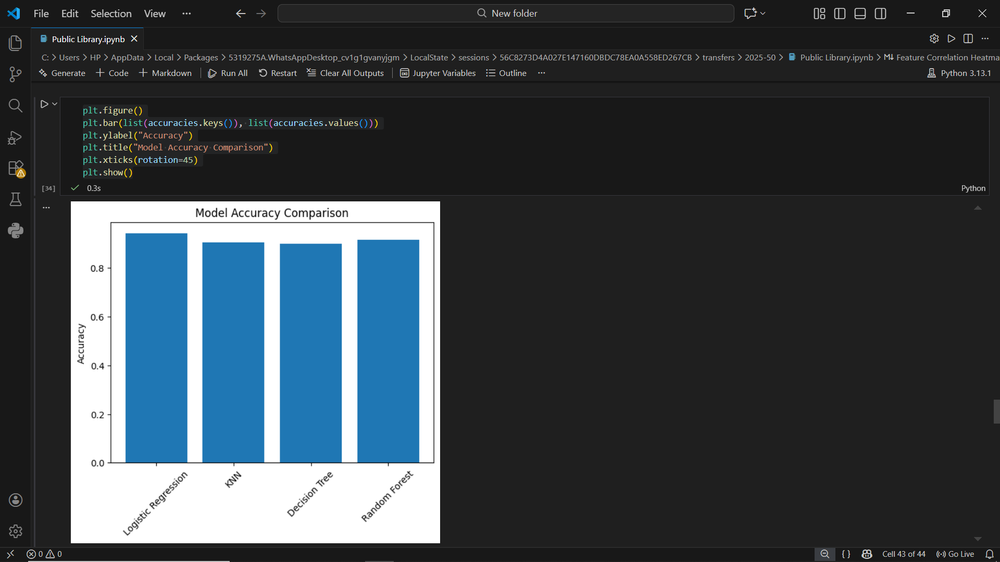 File Edit Selection View ··· New folder
Public Library.ipynb
C: > Users > HP > AppData > Local > Packages > 5319275A.WhatsAppDesktop_cv1g1gvanyjgm > LocalState > sessions > 56C8273D4A027E147160DBDC78EA0A558ED267CB > transfers > 2025-50 > Public Library.ipynb > M↓ Feature Correlation Heatma
Generate + Code + Markdown | Run All Restart Clear All Outputs | Jupyter Variables Outline ··· Python 3.13.1
plt.figure()
plt.bar(list(accuracies.keys()), list(accuracies.values()))
plt.ylabel("Accuracy")
plt.title("Model Accuracy Comparison")
plt.xticks(rotation=45)
plt.show()
[34] 0.3s Python
Model Accuracy Comparison
0.8
0.6
0.4
0.2
0.0
Accuracy
Logistic Regression
KNN
Decision Tree
Random Forest
0 0 { } Cell 43 of 44 Go Live